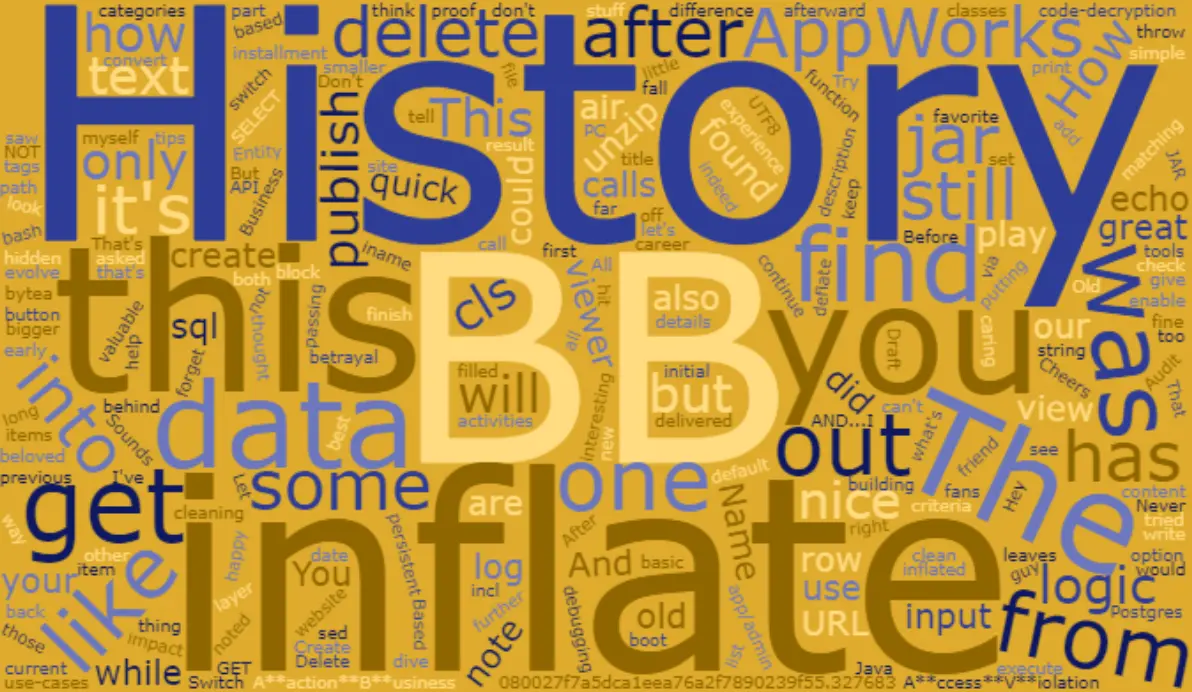 categories part think proof don't stuff difference afterward classes code-decryption
how based delete after AppWorks How throw
convert installment simple
text smaller file little fall function Try print
History
switch Don't tell This air unzip UTF8 experience favorite add
saw myself tips SELECT publish PC found jar matching
NOT only Entity result title description set JAR
tags But site could calls indeed keep still
path it's API quick far echo
look Business off Before play great
bash That's iname let's career find via tools
hidden asked create call first All deflate putting check
evolve that's both block viewer hit also continue Old give
bytea this cls BB details you our enable
button valuable sql not passing finish all Draft caring string fine
bigger help thought betrayal was too
early forget filled initial did Cheers Audit
into behind data will interesting but view That
long Sounds best activities new delivered AND...I can't The
items out what's has
beloved I've some one default friend see
previous Let building fans Hey content
get cleaning are nice criteria Never
way persistent After Name right tried
write
other happy date inflate And basic row clean leaves option
item You log use inflated guy would
your like layer incl debugging old URL logic
back website further app/admin input Postgres
those thing noted sed Based note boot from
impact Create list
current while GET Delete dive Java execute
use-cases Switch A**action**B**usiness 080027f7a5dca1eea76a2f7890239f55.327683 A**ccess**V**iolation